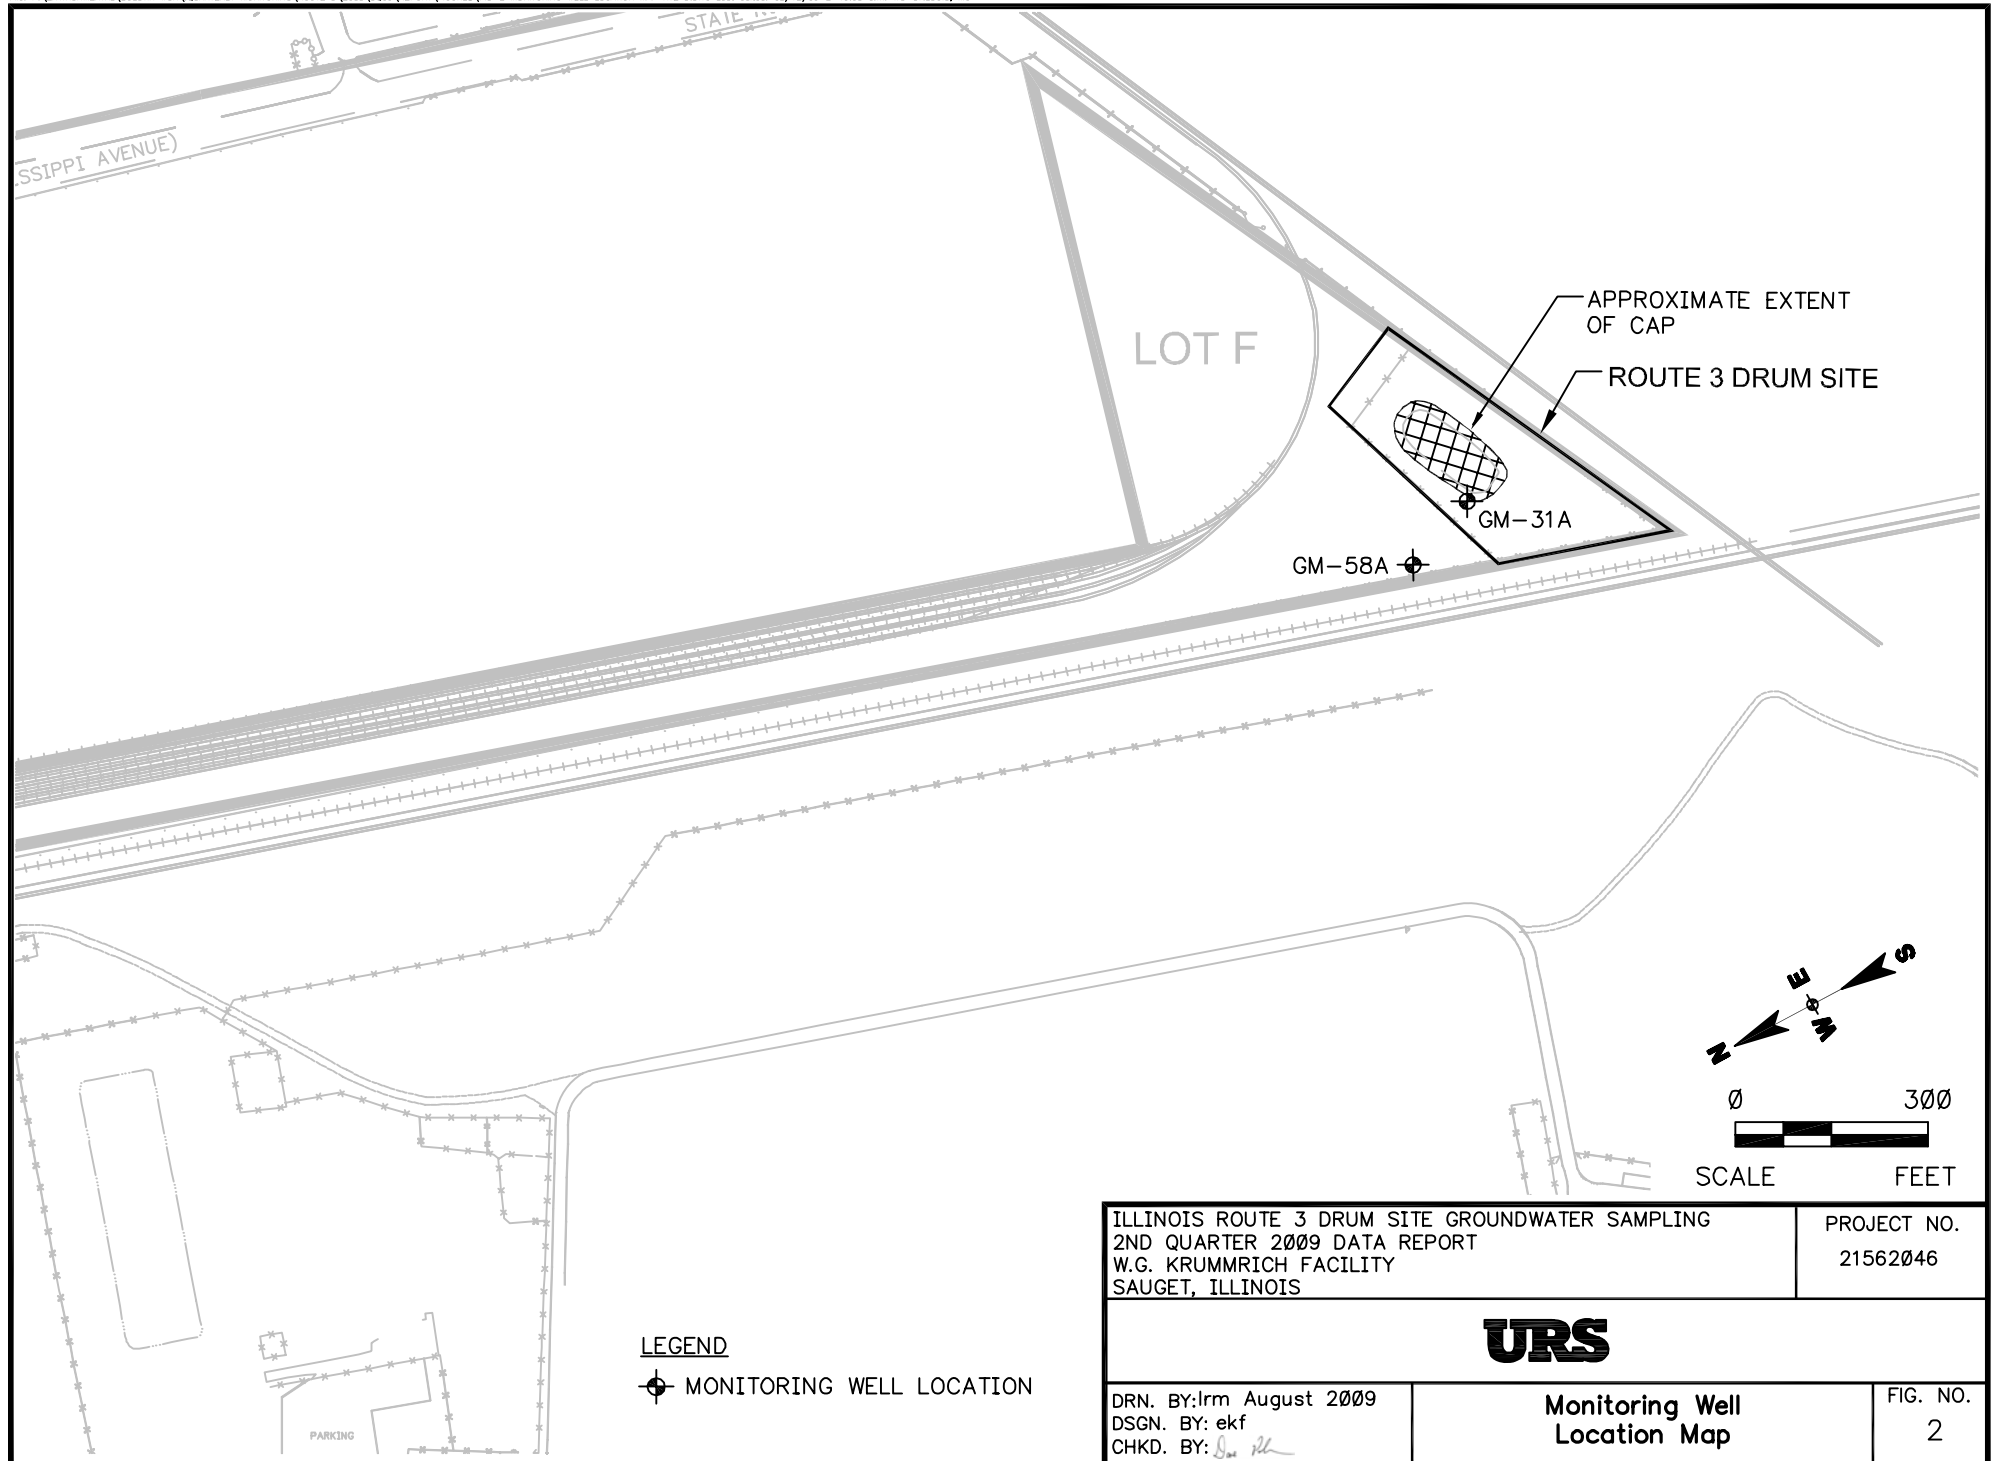 STATE
SSIPPI AVENUE)
LOT F
APPROXIMATE EXTENT
OF CAP
ROUTE 3 DRUM SITE
GM-31A
GM-58A
S
E
W
N
0 300
SCALE FEET
LEGEND
MONITORING WELL LOCATION
PARKING
ILLINOIS ROUTE 3 DRUM SITE GROUNDWATER SAMPLING
2ND QUARTER 2009 DATA REPORT
W.G. KRUMMRICH FACILITY
SAUGET, ILLINOIS
PROJECT NO.
21562046
URS
DRN. BY:lrm August 2009
DSGN. BY: ekf
CHKD. BY:
Monitoring Well
Location Map
FIG. NO.
2